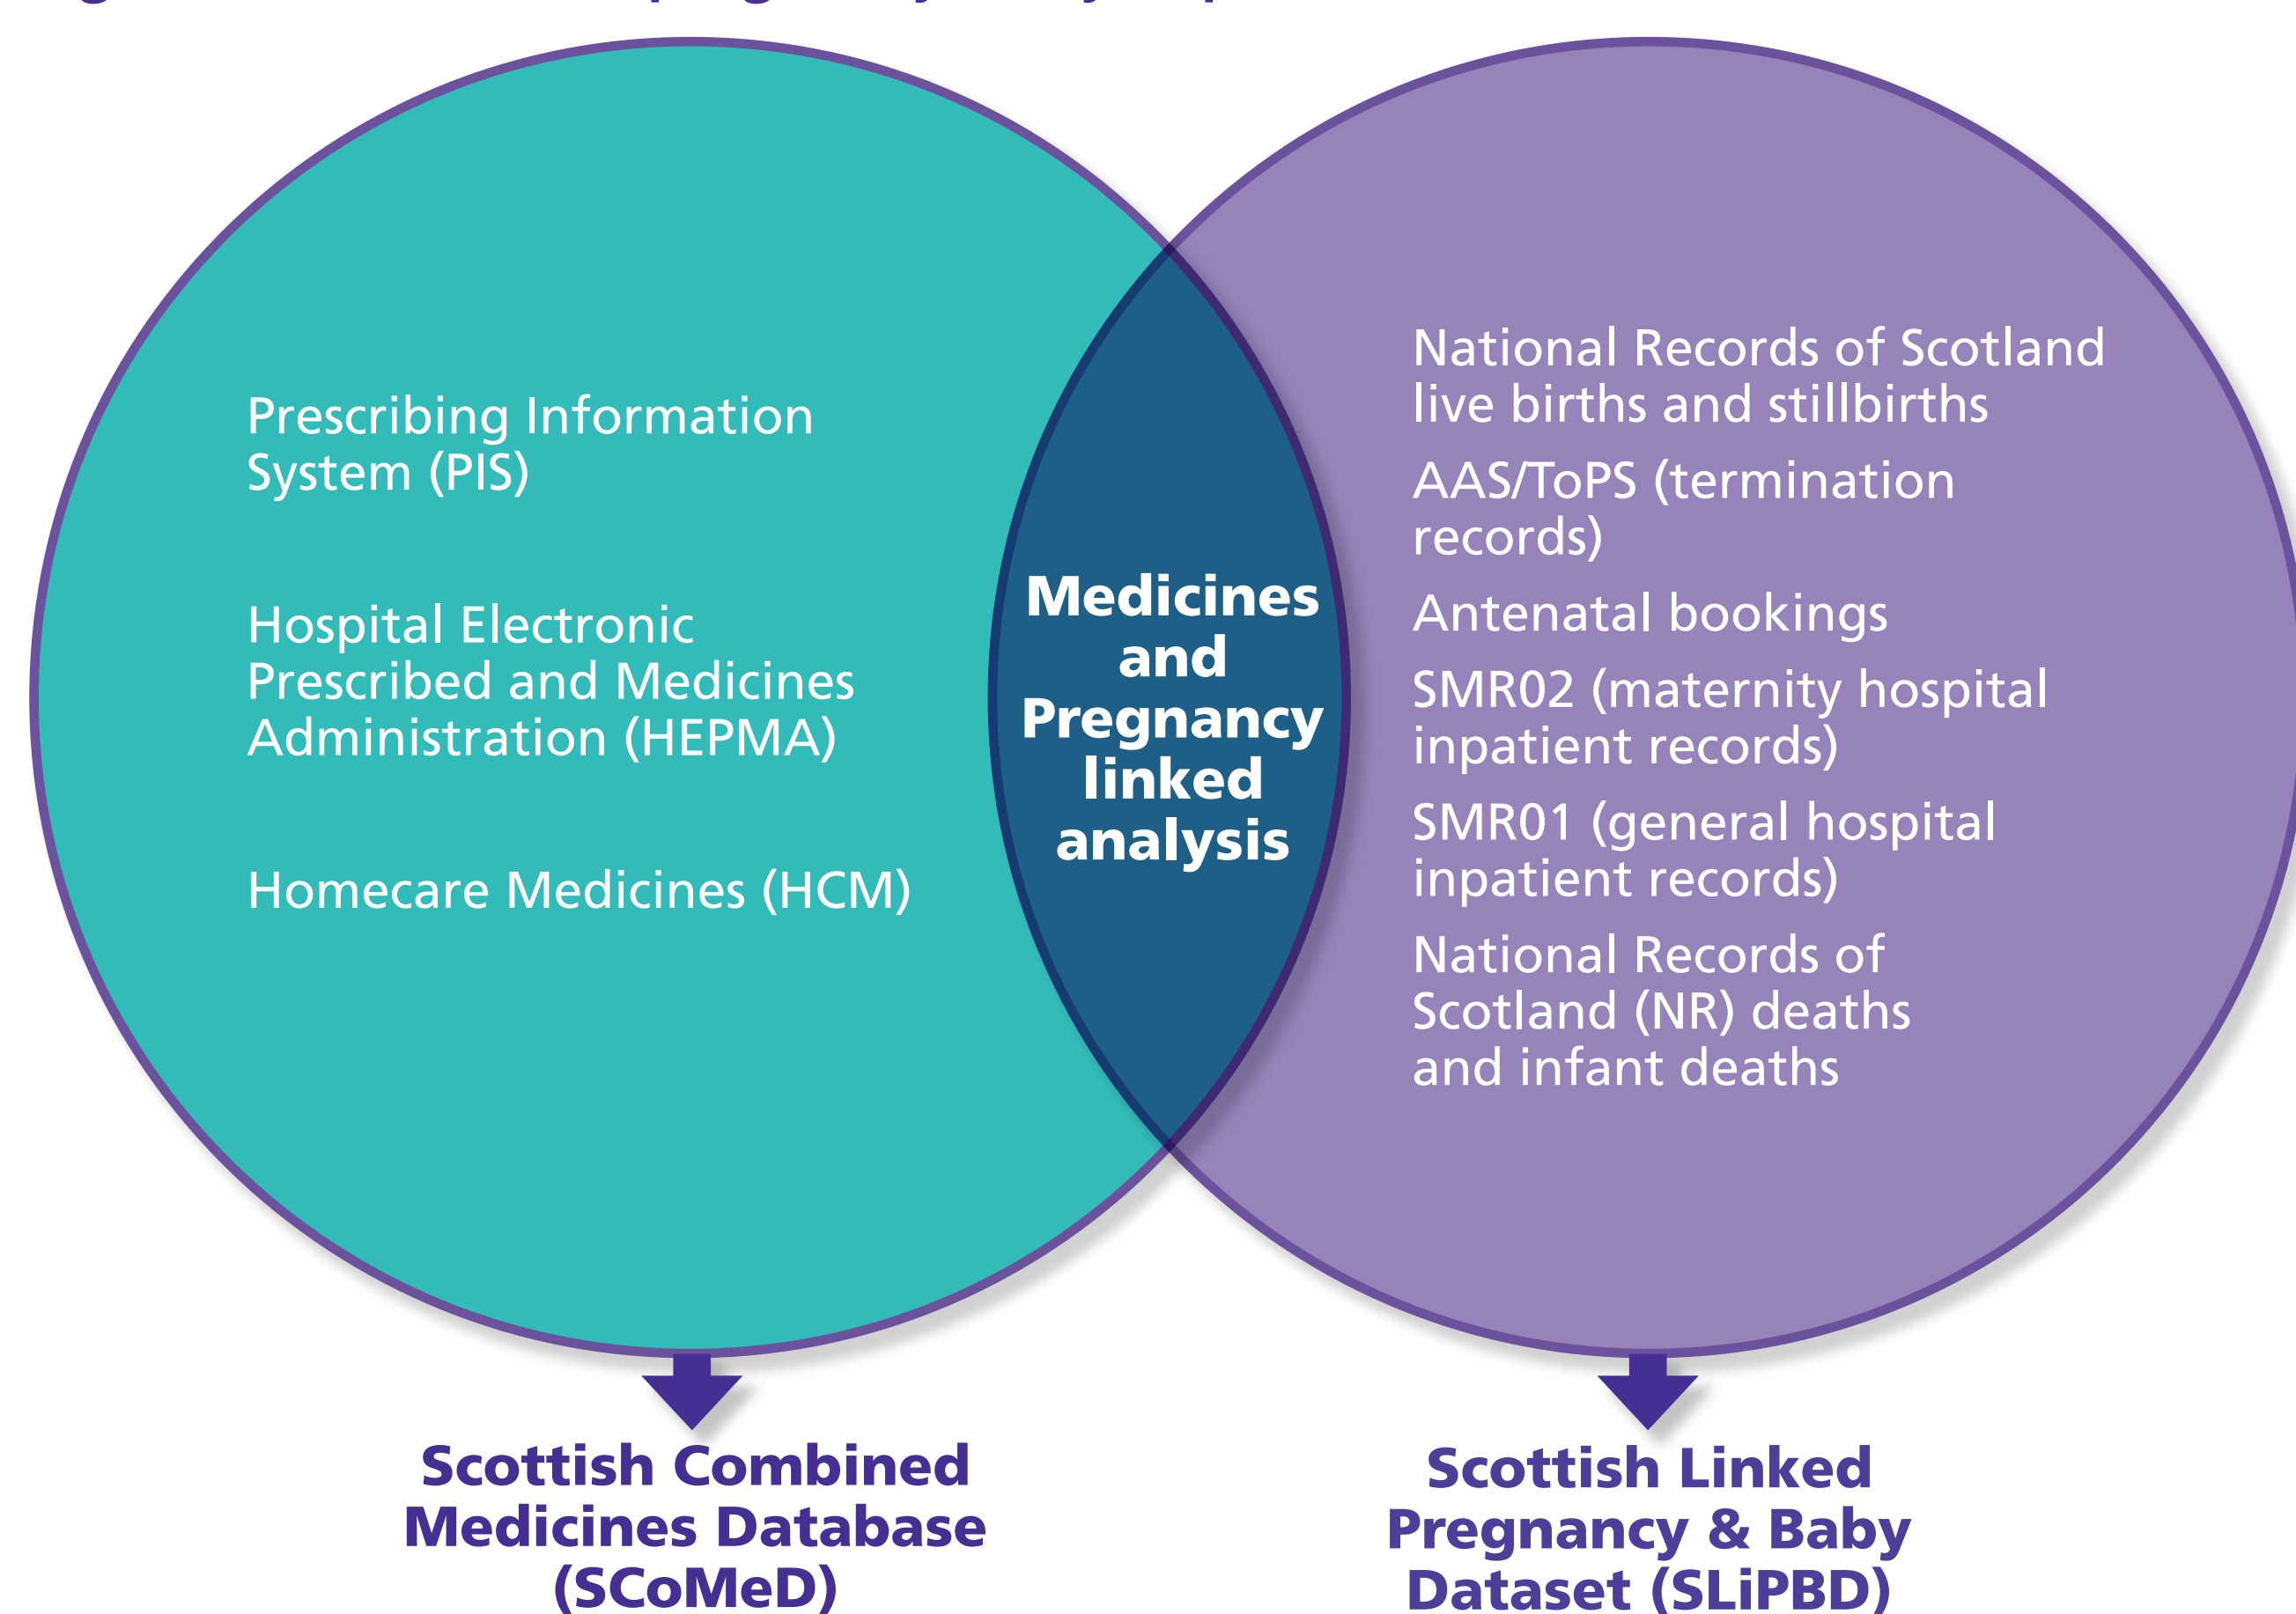 Prescribing Information
System (PIS)
Hospital Electronic
Prescribed and Medicines
Administration (HEPMA)
Homecare Medicines (HCM)
Medicines
and
Pregnancy
linked
analysis
National Records of Scotland
live births and stillbirths
AAS/ToPS (termination
records)
Antenatal bookings
SMR02 (maternity hospital
inpatient records)
SMR01 (general hospital
inpatient records)
National Records of
Scotland (NR) deaths
and infant deaths
Scottish Combined
Medicines Database
(SCoMeD)
Scottish Linked
Pregnancy & Baby
Dataset (SLiPBD)